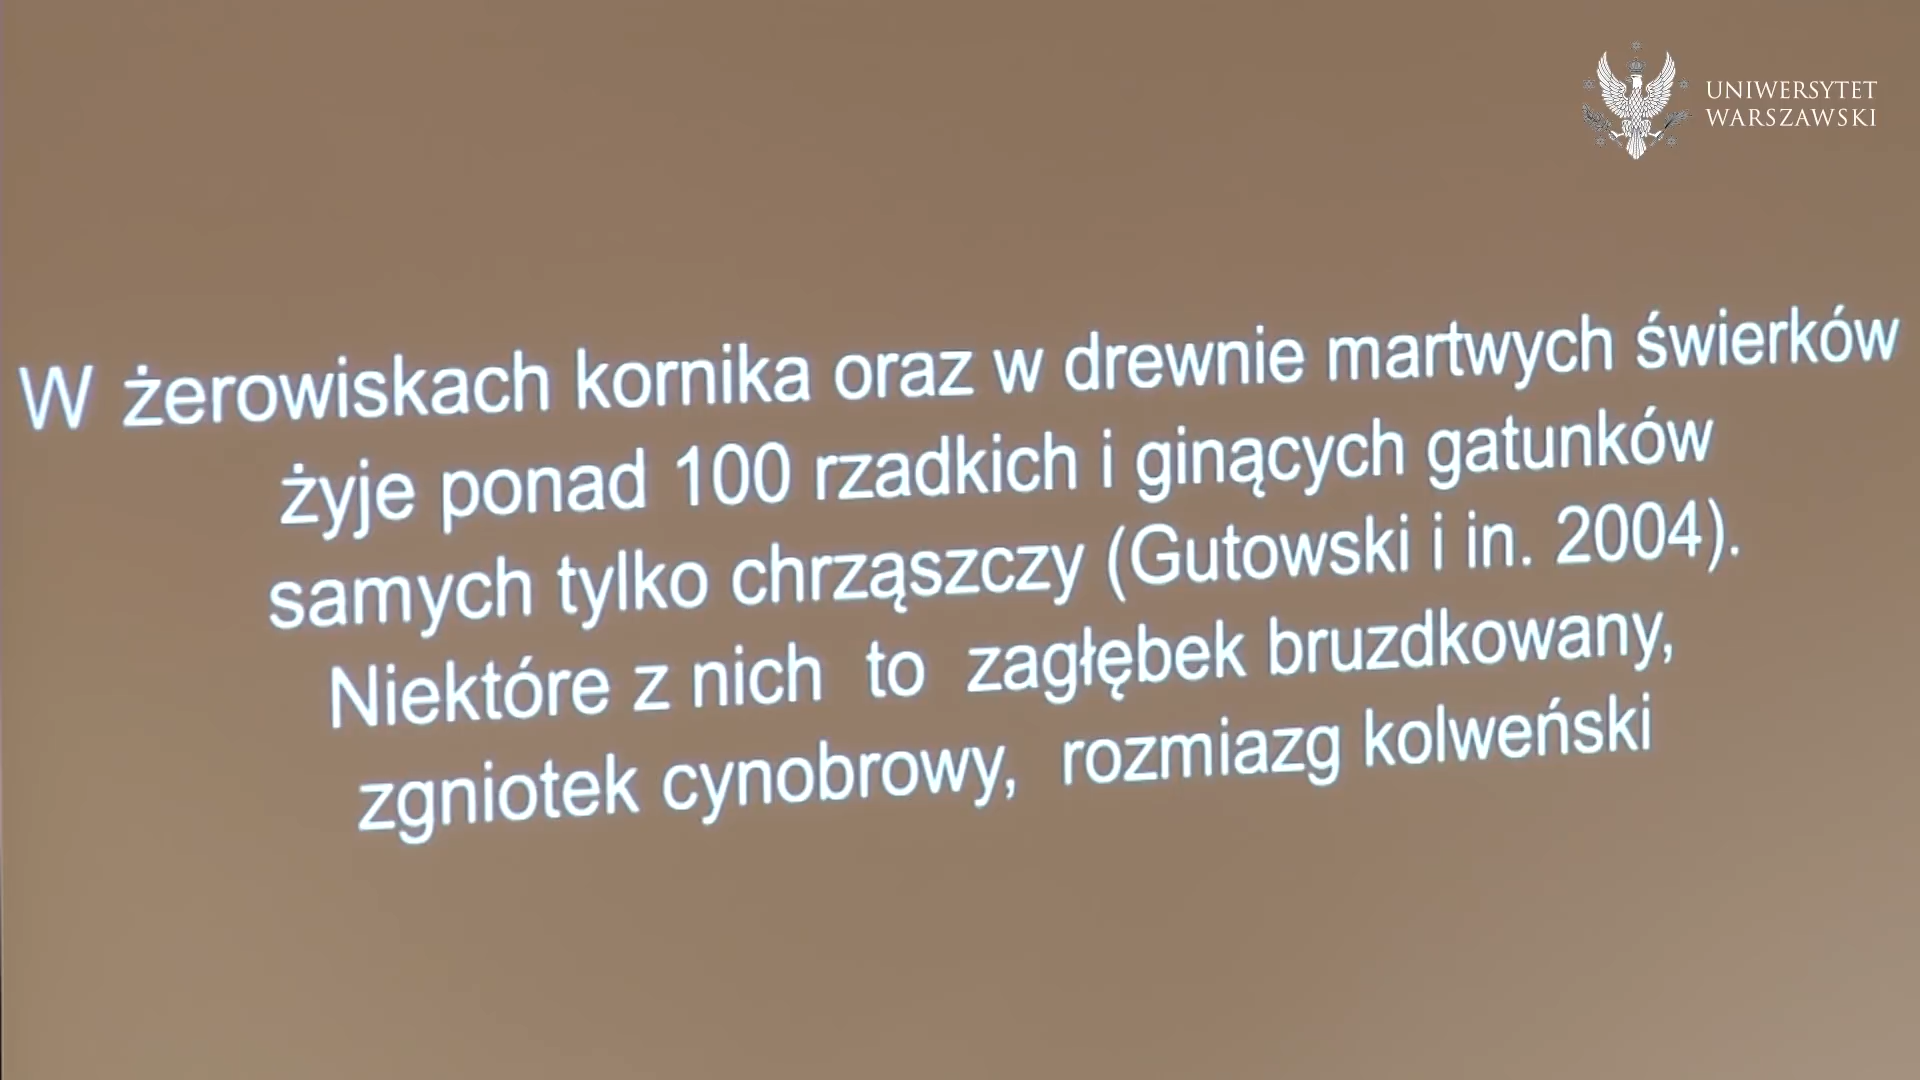 UNIWERSYTET
WARSZAWSKI
W żerowiskach kornika oraz w drewnie martwych świerków
żyje ponad 100 rzadkich i ginących gatunków
samych tylko chrząszczy (Gutowski i in. 2004).
Niektóre z nich to zagłębek bruzdkowany,
zgniotek cynobrowy, rozmiazg kolweński